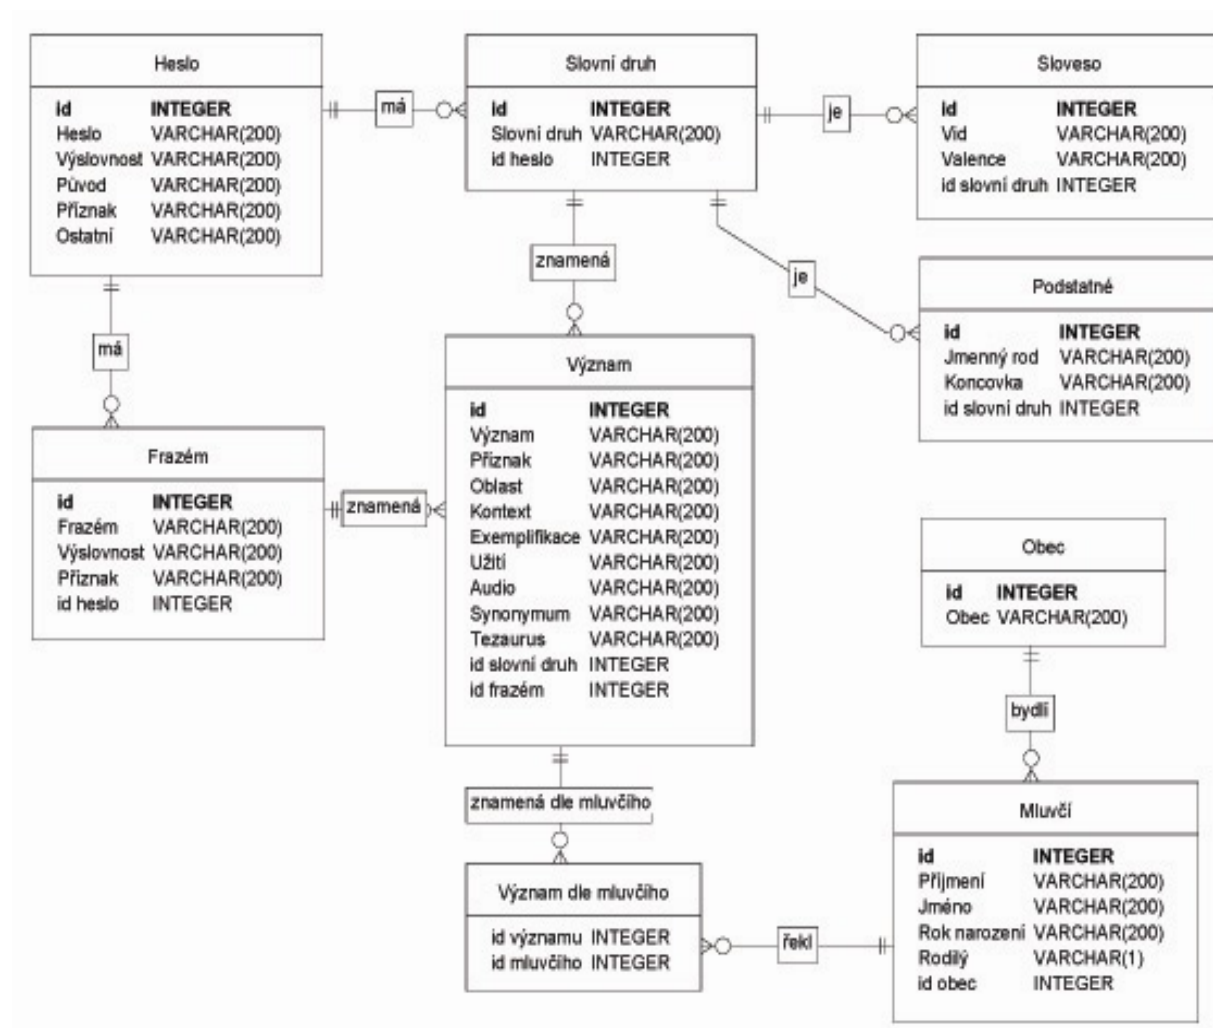 Heslo
id INTEGER
Heslo VARCHAR(200)
Výslovnost VARCHAR(200)
Původ VARCHAR(200)
Příznak VARCHAR(200)
Ostatní VARCHAR(200)
má
Slovní druh
id INTEGER
Slovní druh VARCHAR(200)
id heslo INTEGER
je
Sloveso
id INTEGER
Vid VARCHAR(200)
Valence VARCHAR(200)
id slovní druh INTEGER
znamená
je
Podstatné
id INTEGER
Jmenný rod VARCHAR(200)
Koncovka VARCHAR(200)
id slovní druh INTEGER
má
Frazém
id INTEGER
Frazém VARCHAR(200)
Výslovnost VARCHAR(200)
Příznak VARCHAR(200)
id heslo INTEGER
znamená
Význam
id INTEGER
Význam VARCHAR(200)
Příznak VARCHAR(200)
Oblast VARCHAR(200)
Kontext VARCHAR(200)
Exemplifikace VARCHAR(200)
Užití VARCHAR(200)
Audio VARCHAR(200)
Synonymum VARCHAR(200)
Tezaurus VARCHAR(200)
id slovní druh INTEGER
id frazém INTEGER
Obec
id INTEGER
Obec VARCHAR(200)
bydlí
znamená dle mluvčího
Význam dle mluvčího
id významu INTEGER
id mluvčího INTEGER
řekl
Mluvčí
id INTEGER
Příjmení VARCHAR(200)
Jméno VARCHAR(200)
Rok narození VARCHAR(200)
Rodilý VARCHAR(1)
id obec INTEGER